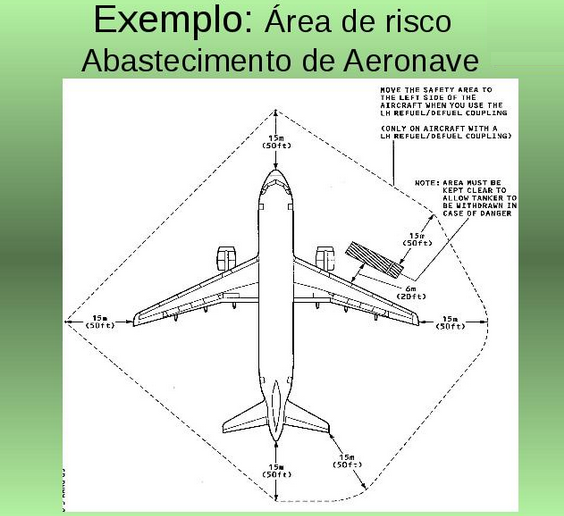 Exemplo: Área de risco
Abastecimento de Aeronave
MOVE THE SAFETY AREA TO
THE LEFT SIDE OF THE
AIRCRAFT WHEN YOU USE THE
LH REFUEL/DEFUEL COUPLING
(ONLY ON AIRCRAFT WITH A
LH REFUEL/DEFUEL COUPLING)
15m
(50ft)
NOTE: AREA MUST BE
KEPT CLEAR TO
ALLOW TANKER TO
BE WITHDRAWN IN
CASE OF DANGER
15m
(50ft)
6m
(20ft)
15m
(50ft)
15m
(50ft)
15m
(50ft)
15m
(50ft)